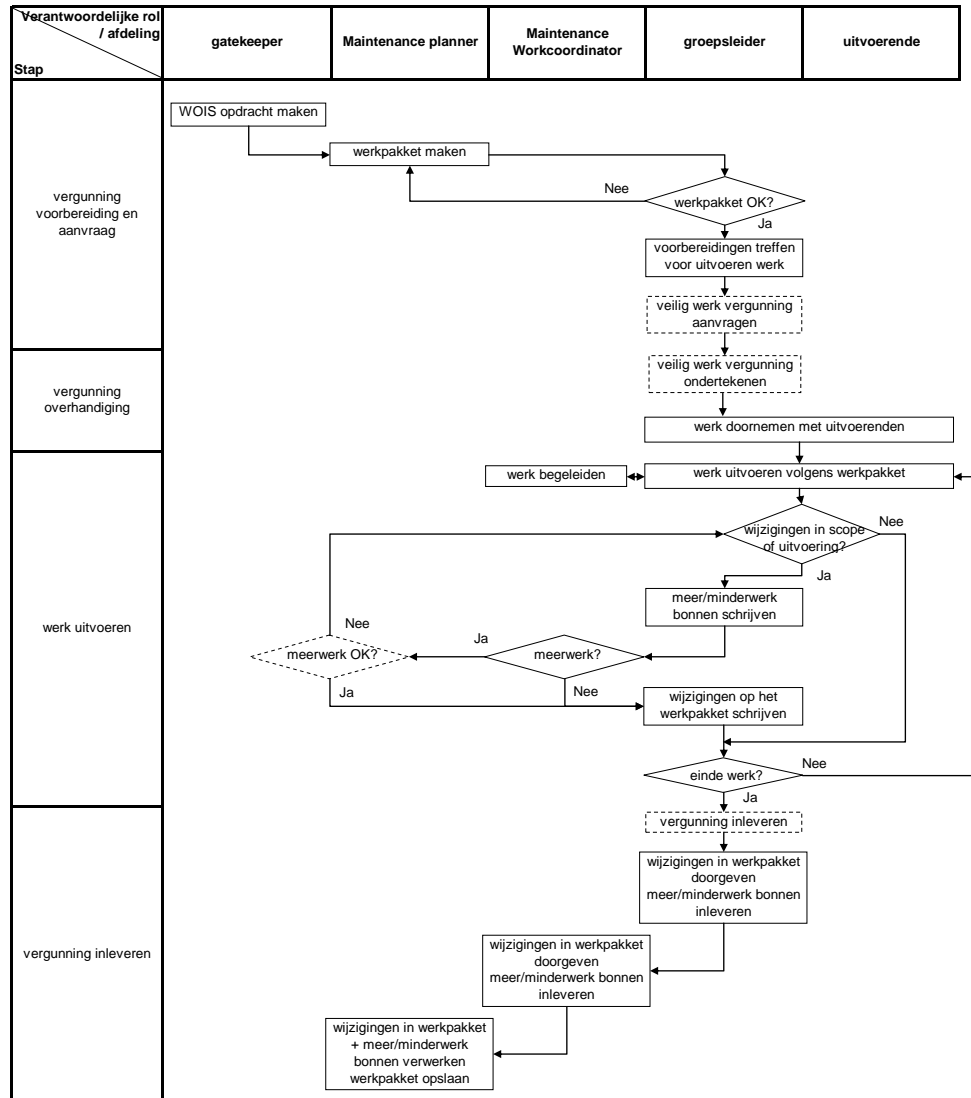 Verantwoordelijke rol
/ afdeling
Stap
gatekeeper
Maintenance planner
Maintenance
Workcoordinator
groepsleider
uitvoerende
vergunning
voorbereiding en
aanvraag
WOIS opdracht maken
werkpakket maken
Nee
werkpakket OK?
Ja
voorbereidingen treffen
voor uitvoeren werk
veilig werk vergunning
aanvragen
vergunning
overhandiging
veilig werk vergunning
ondertekenen
werk doornemen met uitvoerenden
werk uitvoeren
werk begeleiden
werk uitvoeren volgens werkpakket
wijzigingen in scope
of uitvoering?
Nee
Ja
meer/minderwerk
bonnen schrijven
Nee
meerwerk OK?
Ja
Ja
meerwerk?
Nee
wijzigingen op het
werkpakket schrijven
einde werk?
Nee
Ja
vergunning inleveren
vergunning inleveren
wijzigingen in werkpakket
doorgeven
meer/minderwerk bonnen
inleveren
wijzigingen in werkpakket
doorgeven
meer/minderwerk bonnen
inleveren
wijzigingen in werkpakket
+ meer/minderwerk
bonnen verwerken
werkpakket opslaan